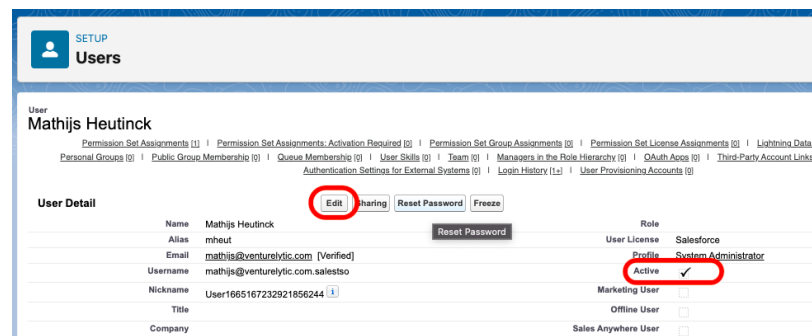 SETUP
Users
User
Mathijs Heutinck
Permission Set Assignments [1] | Permission Set Assignments: Activation Required [0] | Permission Set Group Assignments [0] | Permission Set License Assignments [0] | Lightning Data
Personal Groups [0] | Public Group Membership [0] | Queue Membership [0] | User Skills [0] | Team [0] | Managers in the Role Hierarchy [0] | OAuth Apps [0] | Third-Party Account Links
Authentication Settings for External Systems [0] | Login History [1+] | User Provisioning Accounts [0]
User Detail Edit Sharing Reset Password Freeze
Name Mathijs Heutinck Role
Reset Password
Alias mheut User License Salesforce
Email mathijs@venturelytic.com [Verified] Profile System Administrator
Username mathijs@venturelytic.com.salestso Active ✓
Nickname User1665167232921856244 i Marketing User
Title Offline User
Company Sales Anywhere User